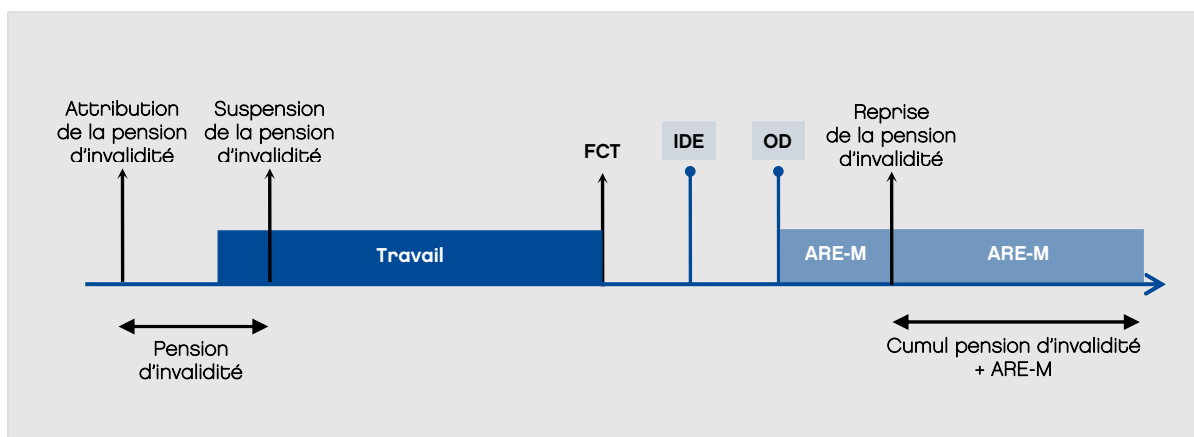 Attribution
de la pension
d'invalidité
Suspension
de la pension
d'invalidité
FCT
IDE
OD
Reprise
de la pension
d'invalidité
Travail
ARE-M
ARE-M
Pension
d'invalidité
Cumul pension d'invalidité
+ ARE-M